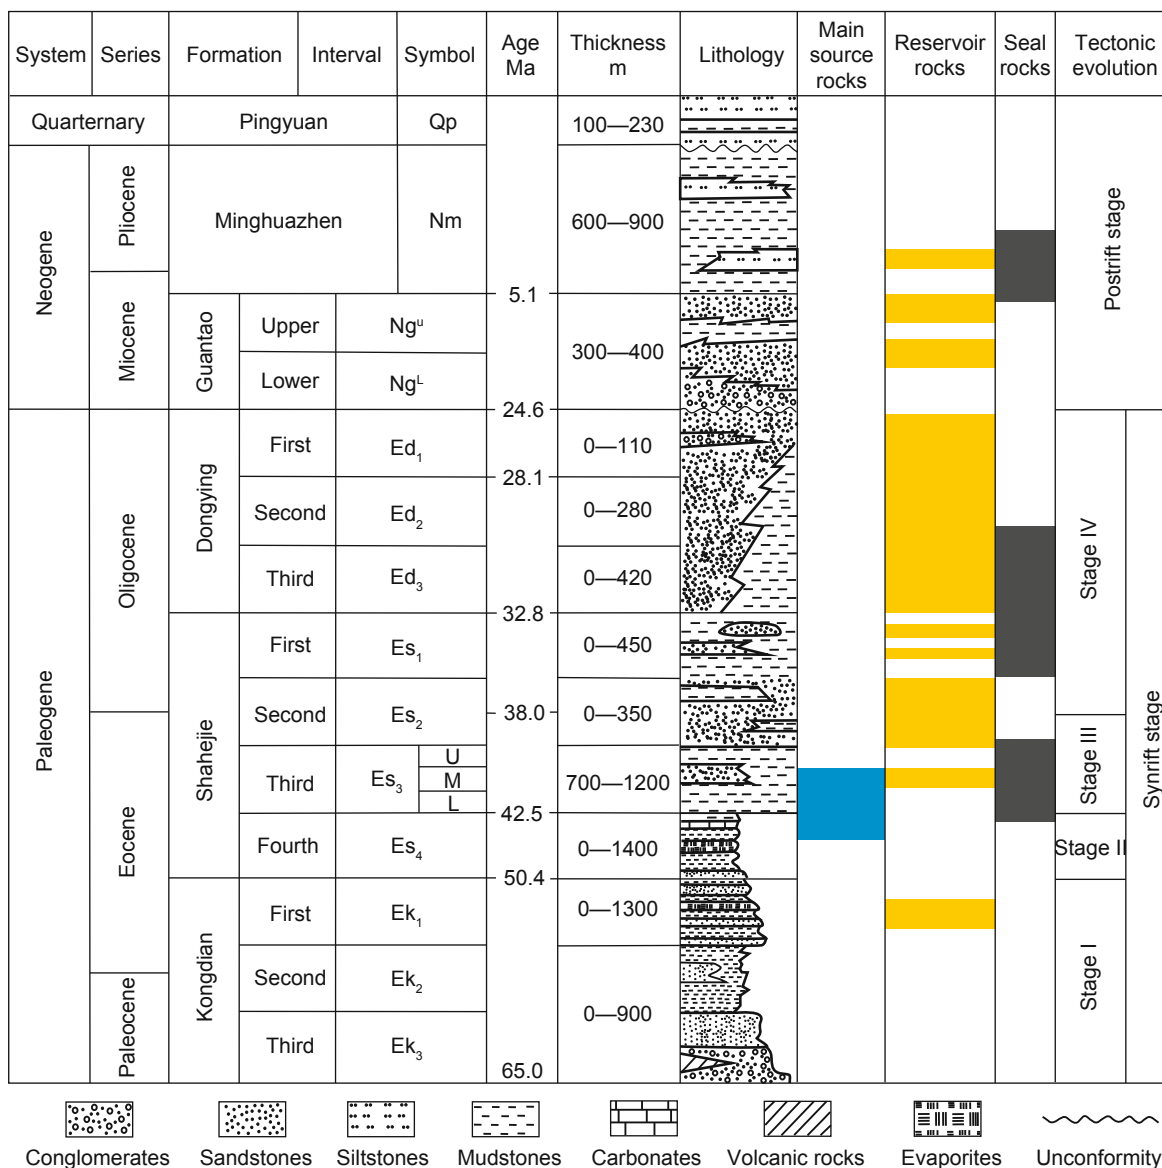 System Series Formation Interval Symbol Age Ma Thickness m Lithology Main source rocks Reservoir rocks Seal rocks Tectonic evolution
Quarternary Pingyuan Qp 100—230
Neogene Pliocene Minghuazhen Nm 600—900 Postrift stage
5.1
Miocene Guantao Upper Ngᵘ 300—400
Lower Ngᴸ
24.6
Paleogene Oligocene Dongying First Ed₁ 0—110 Stage IV Synrift stage
28.1
Second Ed₂ 0—280
Third Ed₃ 0—420
32.8
Shahejie First Es₁ 0—450
Second Es₂ 38.0 0—350
Eocene Third Es₃ U M L 700—1200 Stage III
42.5
Fourth Es₄ 0—1400 Stage II
50.4
Kongdian First Ek₁ 0—1300 Stage I
Second Ek₂ 0—900
Paleocene Third Ek₃
65.0
Conglomerates Sandstones Siltstones Mudstones Carbonates Volcanic rocks Evaporites Unconformity